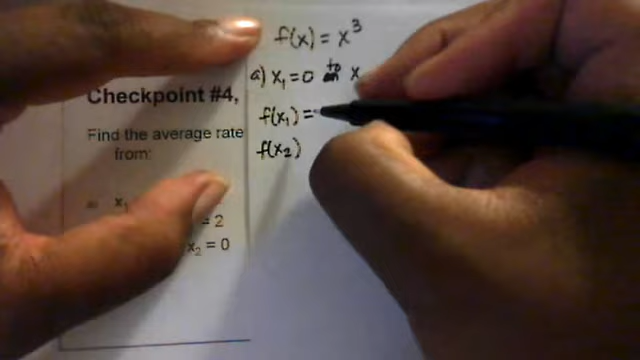 f(x) = x³
a) x₁ = 0 to x
Checkpoint #4,
f(x₁) =
Find the average rate
from:
f(x₂)
a. x₁
= 2
x₂ = 0